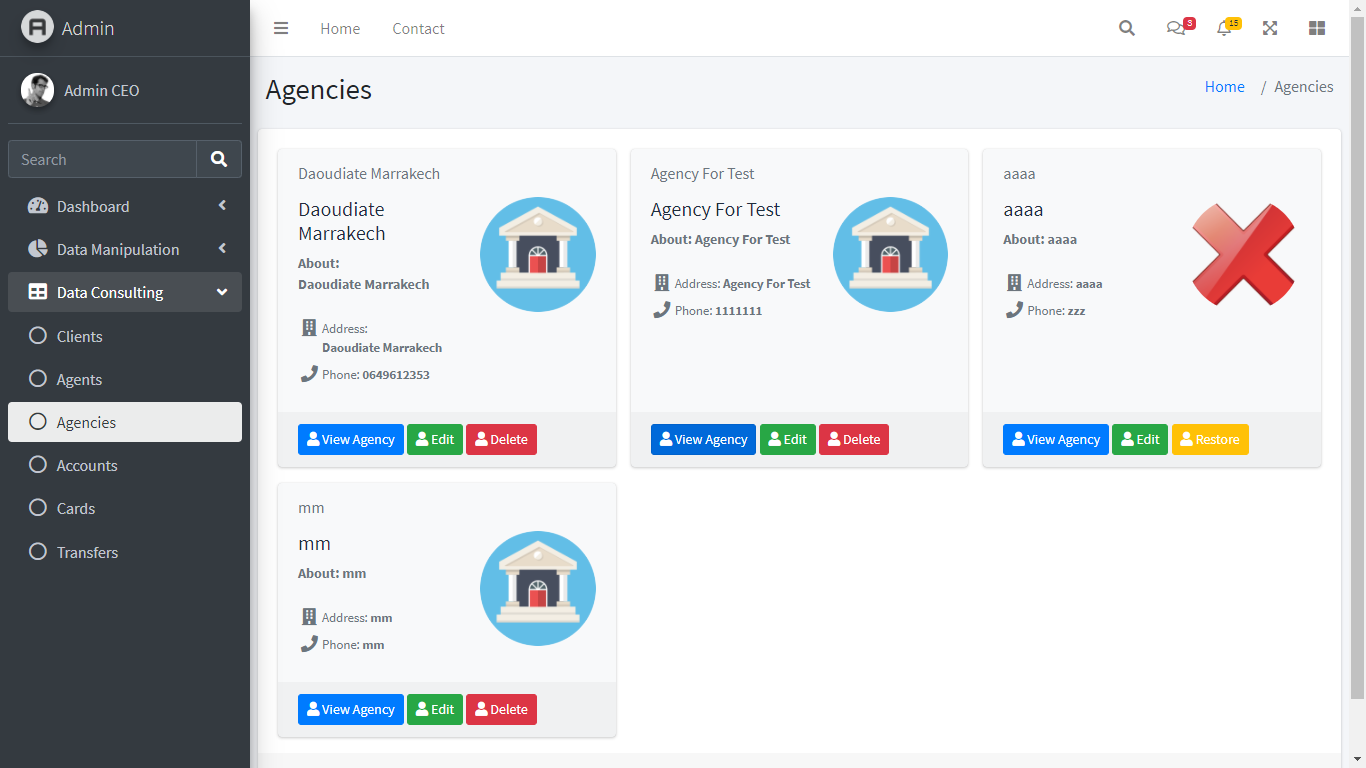 Admin
Home
Contact
3
15
Admin CEO
Search
Dashboard
Data Manipulation
Data Consulting
Clients
Agents
Agencies
Accounts
Cards
Transfers
Agencies
Home / Agencies
Daoudiate Marrakech
Daoudiate
Marrakech
About:
Daoudiate Marrakech
Address:
Daoudiate Marrakech
Phone: 0649612353
View Agency
Edit
Delete
Agency For Test
Agency For Test
About: Agency For Test
Address: Agency For Test
Phone: 1111111
View Agency
Edit
Delete
aaaa
aaaa
About: aaaa
Address: aaaa
Phone: zzz
View Agency
Edit
Restore
mm
mm
About: mm
Address: mm
Phone: mm
View Agency
Edit
Delete